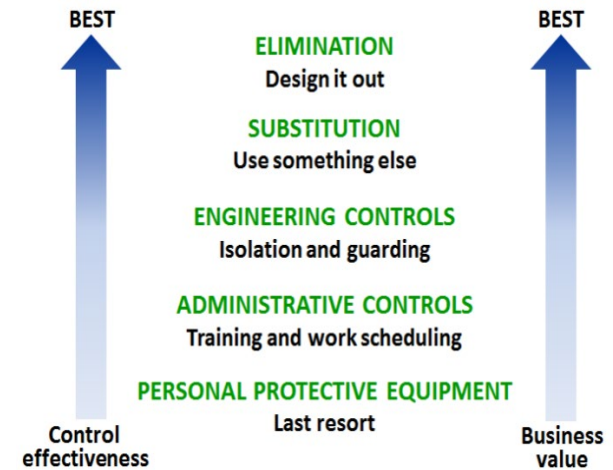 BEST
BEST
ELIMINATION
Design it out
SUBSTITUTION
Use something else
ENGINEERING CONTROLS
Isolation and guarding
ADMINISTRATIVE CONTROLS
Training and work scheduling
PERSONAL PROTECTIVE EQUIPMENT
Last resort
Control
effectiveness
Business
value